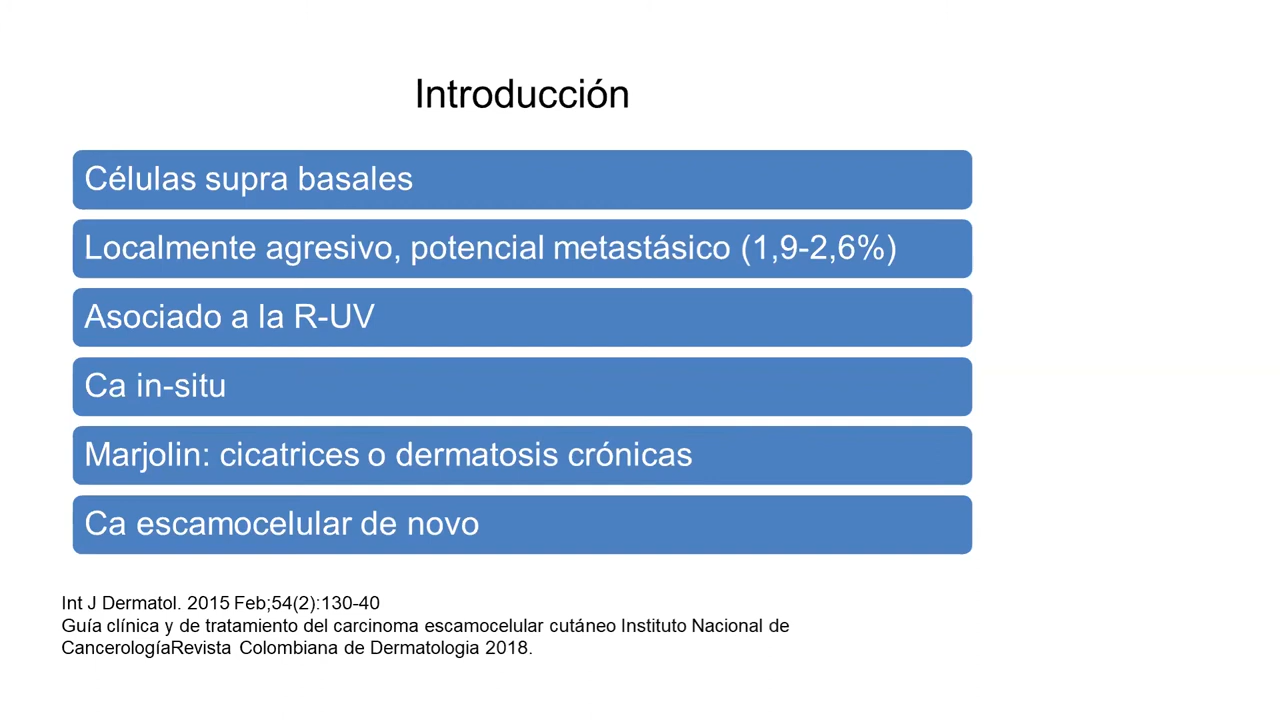 Introducción
Células supra basales
Localmente agresivo, potencial metastásico (1,9-2,6%)
Asociado a la R-UV
Ca in-situ
Marjolin: cicatrices o dermatosis crónicas
Ca escamocelular de novo
Int J Dermatol. 2015 Feb;54(2):130-40
Guía clínica y de tratamiento del carcinoma escamocelular cutáneo Instituto Nacional de
CancerologíaRevista Colombiana de Dermatologia 2018.